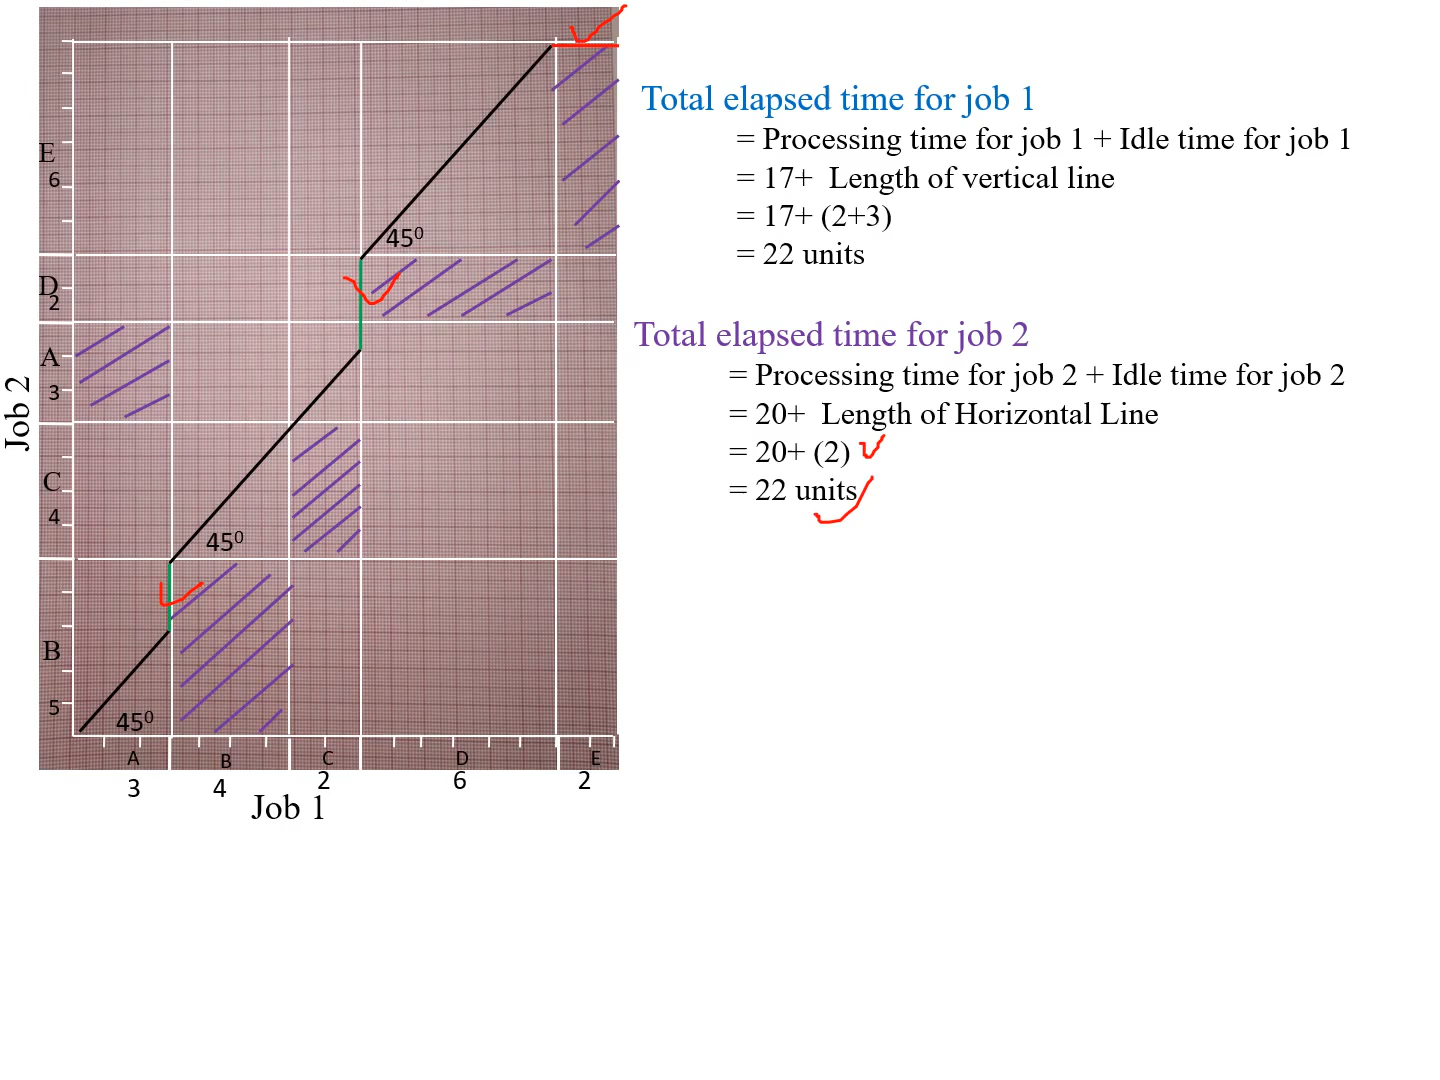 Total elapsed time for job 1
= Processing time for job 1 + Idle time for job 1
= 17+ Length of vertical line
= 17+ (2+3)
= 22 units
Total elapsed time for job 2
= Processing time for job 2 + Idle time for job 2
= 20+ Length of Horizontal Line
= 20+ (2)
= 22 units
E
6
45⁰
D
2
A
3
Job 2
C
4
45⁰
B
5
45⁰
A B C D E
3 4 2 6 2
Job 1